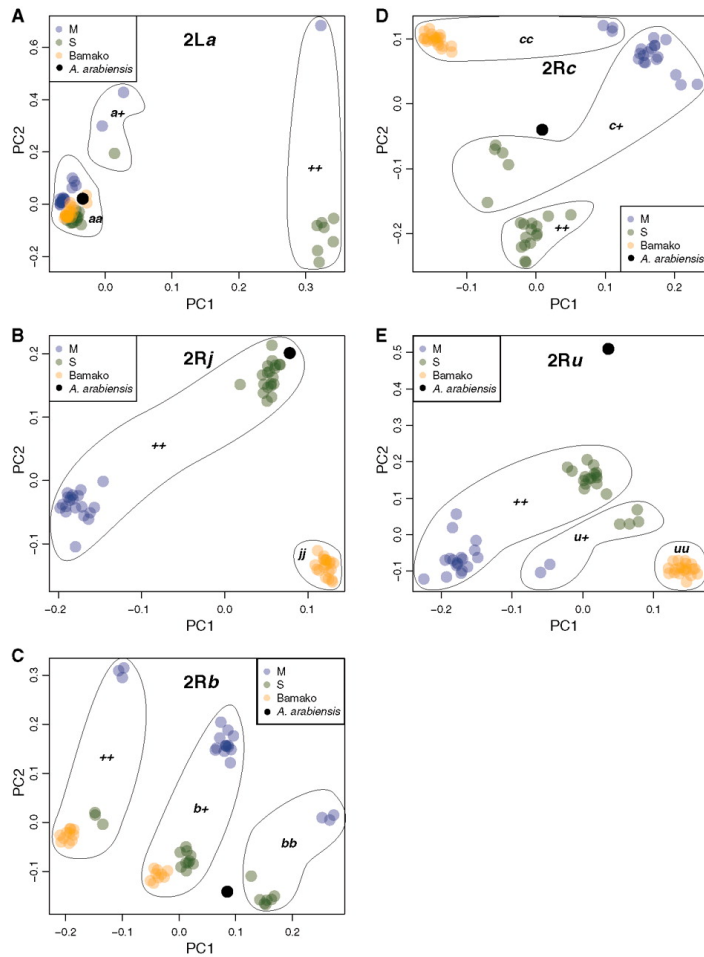 A
2La
M
S
Bamako
A. arabiensis
a+
++
aa
PC2
0.6
0.4
0.2
0.0
−0.2
0.0
0.1
0.2
0.3
PC1
B
2Rj
M
S
Bamako
A. arabiensis
++
jj
PC2
0.2
0.1
0.0
−0.1
−0.2
−0.1
0.0
0.1
PC1
C
2Rb
M
S
Bamako
A. arabiensis
++
b+
bb
PC2
0.3
0.2
0.1
0.0
−0.1
−0.2
−0.1
0.0
0.1
0.2
PC1
D
cc
2Rc
c+
++
M
S
Bamako
A. arabiensis
PC2
0.1
0.0
−0.1
−0.2
−0.1
0.0
0.1
0.2
PC1
E
2Ru
M
S
Bamako
A. arabiensis
++
u+
uu
PC2
0.5
0.4
0.3
0.2
0.1
0.0
−0.1
−0.2
−0.1
0.0
0.1
PC1